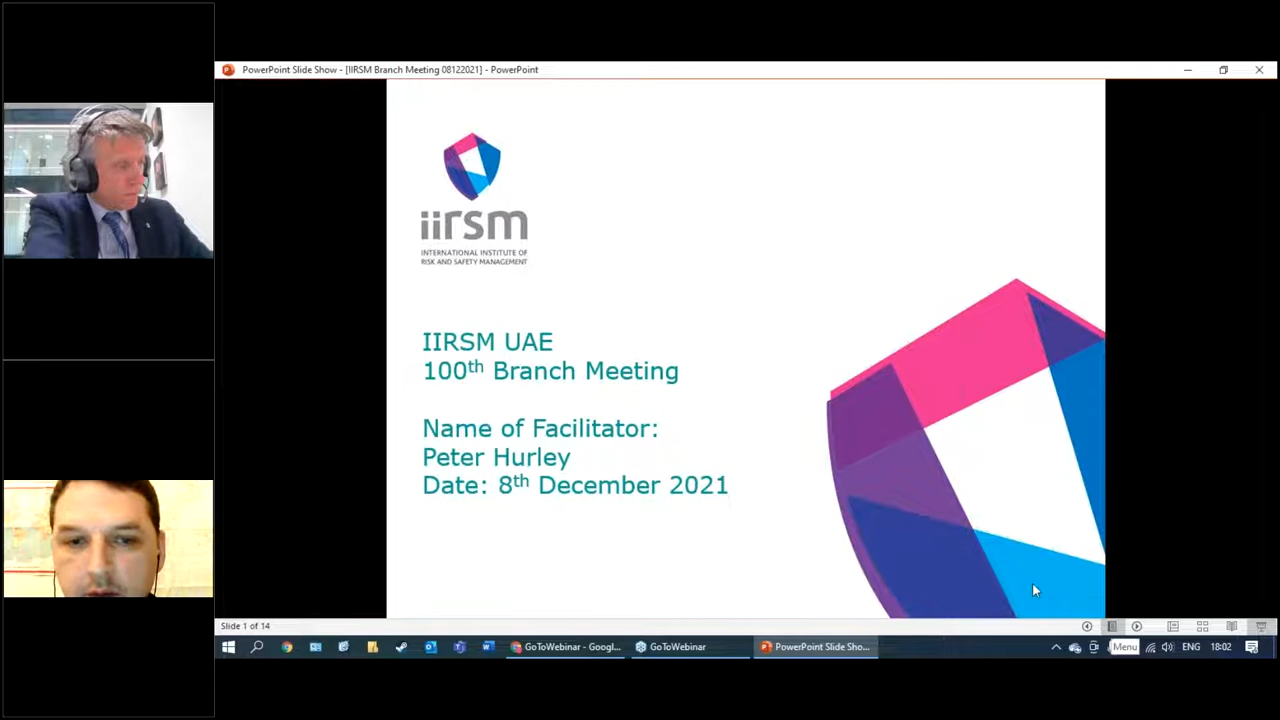 PowerPoint Slide Show - [IIRSM Branch Meeting 08122021] - PowerPoint
iirsm
INTERNATIONAL INSTITUTE OF
RISK AND SAFETY MANAGEMENT
IIRSM UAE
100th Branch Meeting
Name of Facilitator:
Peter Hurley
Date: 8th December 2021
Slide 1 of 14
GoToWebinar - Googl...
GoToWebinar
PowerPoint Slide Sho...
Menu
ENG
18:02